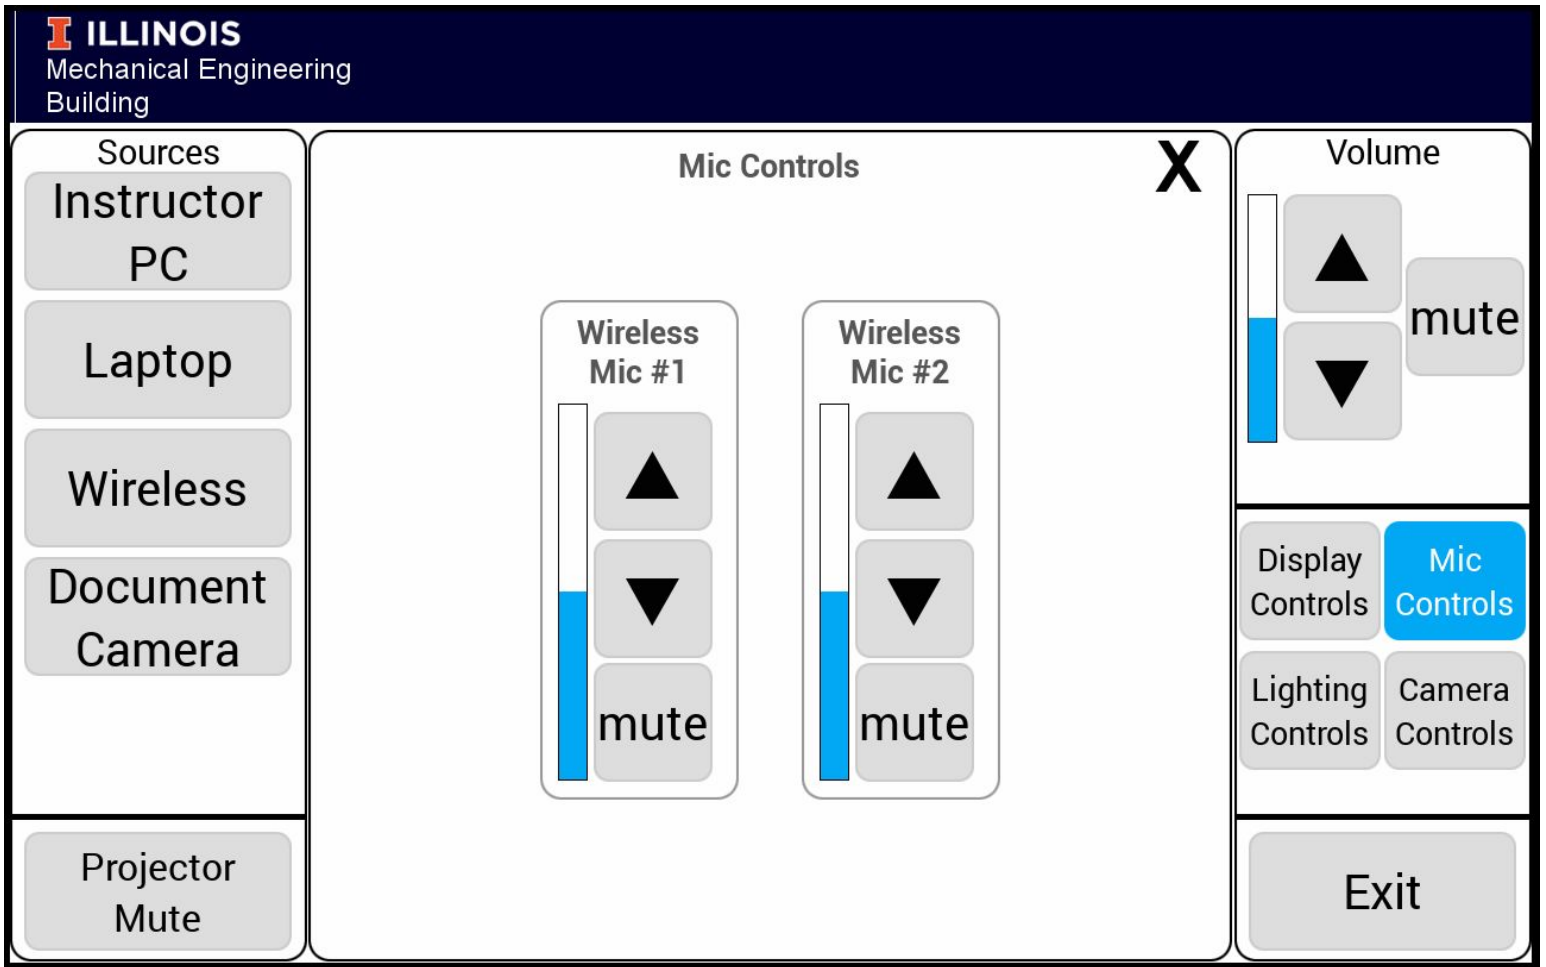 ILLINOIS
Mechanical Engineering
Building
Sources
Instructor
PC
Laptop
Wireless
Document
Camera
Projector
Mute
Mic Controls
X
Wireless
Mic #1
mute
Wireless
Mic #2
mute
Volume
mute
Display
Controls
Mic
Controls
Lighting
Controls
Camera
Controls
Exit